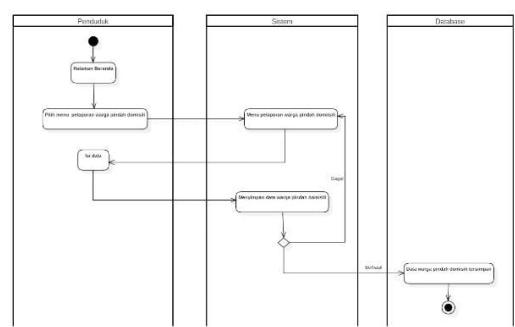 Penduduk
Sistem
Database
Halaman Beranda
Pilih menu pelaporan warga pindah domisili
Menu pelaporan warga pindah domisili
Isi data
Gagal
Menyimpan data warga pindah domisili
Berhasil
Data warga pindah domisili tersimpan